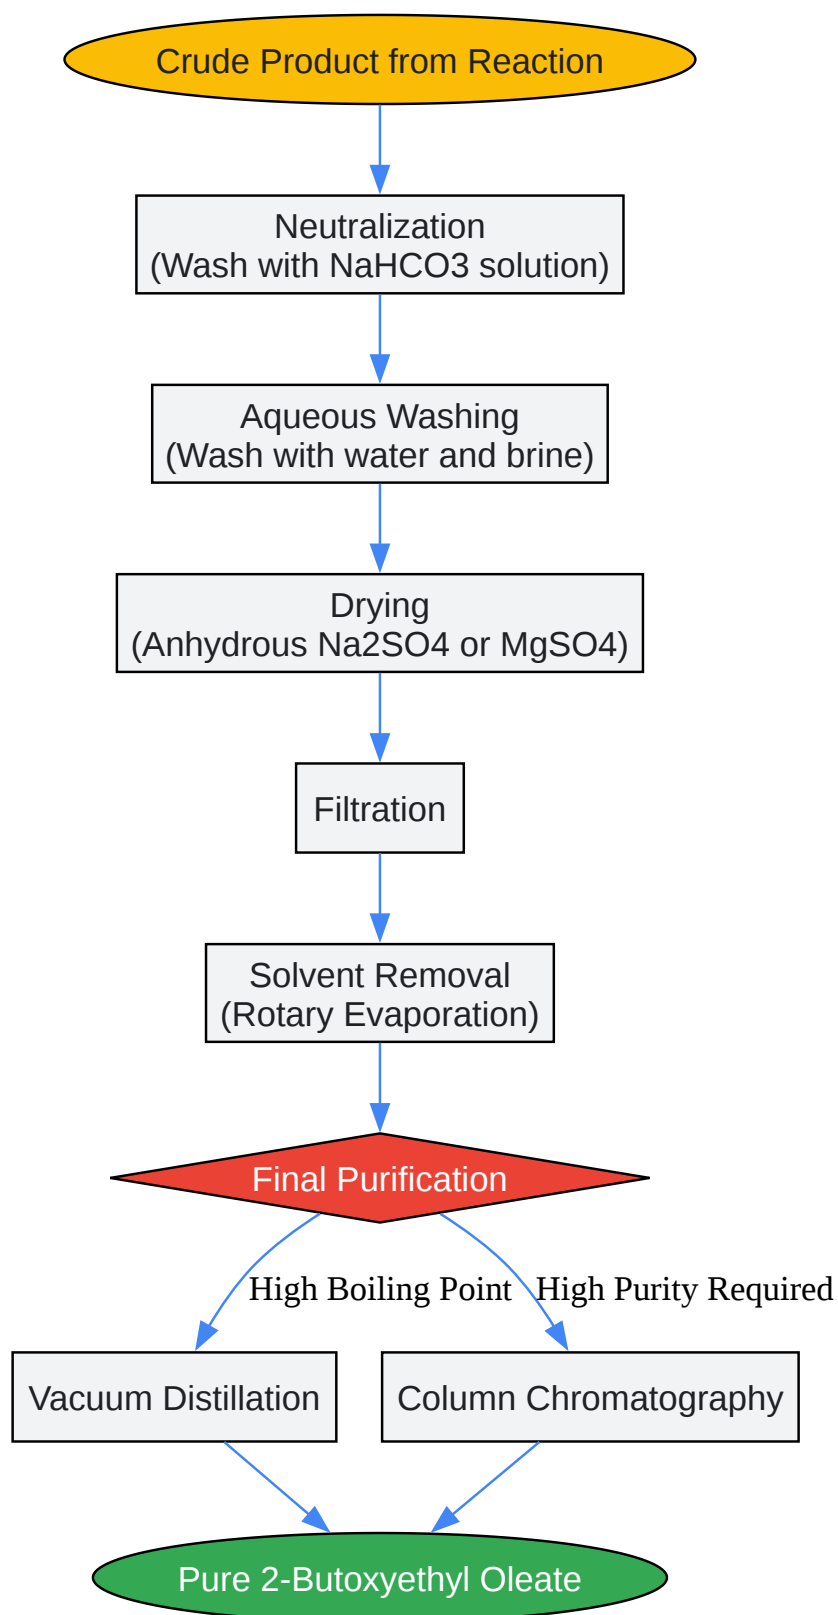 Crude Product from Reaction
Neutralization
(Wash with NaHCO3 solution)
Aqueous Washing
(Wash with water and brine)
Drying
(Anhydrous Na2SO4 or MgSO4)
Filtration
Solvent Removal
(Rotary Evaporation)
Final Purification
High Boiling Point
High Purity Required
Vacuum Distillation
Column Chromatography
Pure 2-Butoxyethyl Oleate